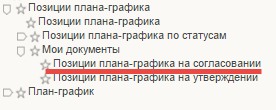 Позиции плана-графика
Позиции плана-графика
Позиции плана-графика по статусам
Мои документы
Позиции плана-графика на согласовании
Позиции плана-графика на утверждении
План-график